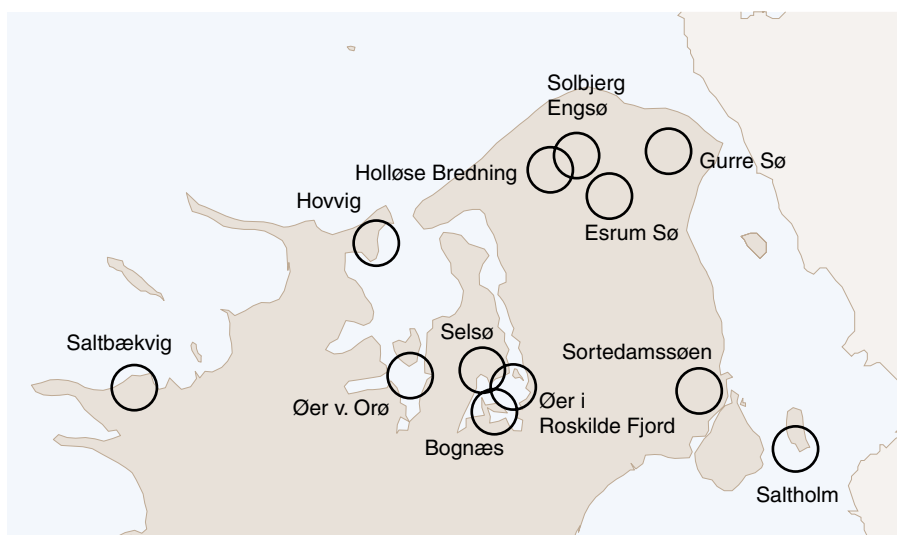 Solbjerg
Engsø
Gurre Sø
Holløse Bredning
Hovvig
Esrum Sø
Selsø
Saltbækvig
Sortedamssøen
Øer v. Orø
Øer i
Roskilde Fjord
Bognæs
Saltholm